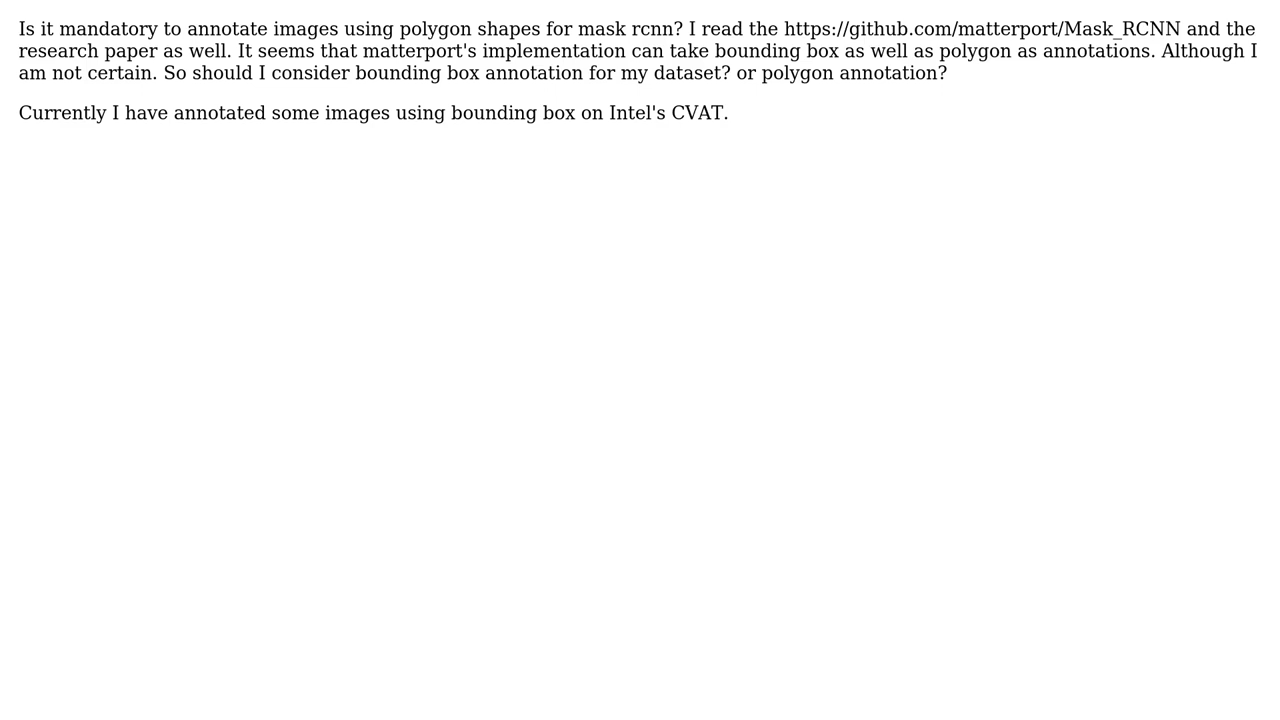 Is it mandatory to annotate images using polygon shapes for mask rcnn? I read the https://github.com/matterport/Mask_RCNN and the
research paper as well. It seems that matterport's implementation can take bounding box as well as polygon as annotations. Although I
am not certain. So should I consider bounding box annotation for my dataset? or polygon annotation?
Currently I have annotated some images using bounding box on Intel's CVAT.